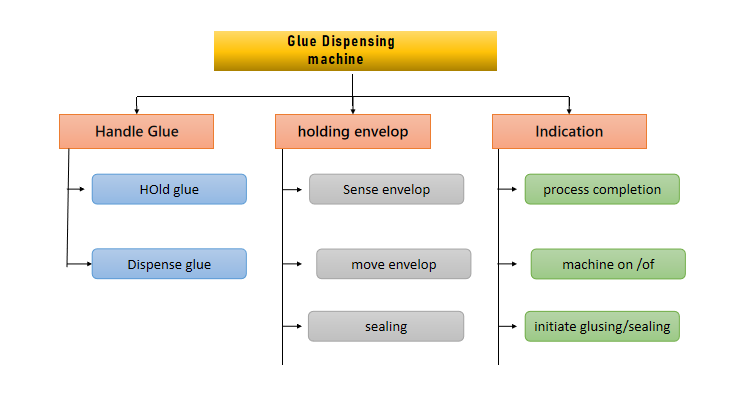 Glue Dispensing
machine
Handle Glue
holding envelop
Indication
HOld glue
Sense envelop
process completion
Dispense glue
move envelop
machine on /of
sealing
initiate glusing/sealing